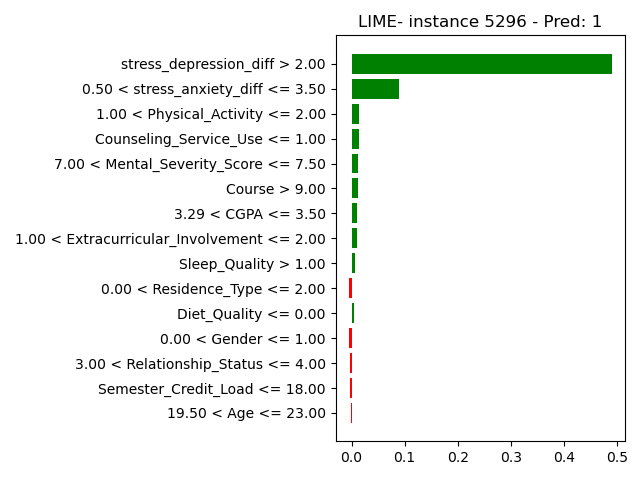 LIME- instance 5296 - Pred: 1
stress_depression_diff > 2.00
0.50 < stress_anxiety_diff <= 3.50
1.00 < Physical_Activity <= 2.00
Counseling_Service_Use <= 1.00
7.00 < Mental_Severity_Score <= 7.50
Course > 9.00
3.29 < CGPA <= 3.50
1.00 < Extracurricular_Involvement <= 2.00
Sleep_Quality > 1.00
0.00 < Residence_Type <= 2.00
Diet_Quality <= 0.00
0.00 < Gender <= 1.00
3.00 < Relationship_Status <= 4.00
Semester_Credit_Load <= 18.00
19.50 < Age <= 23.00
0.0 0.1 0.2 0.3 0.4 0.5